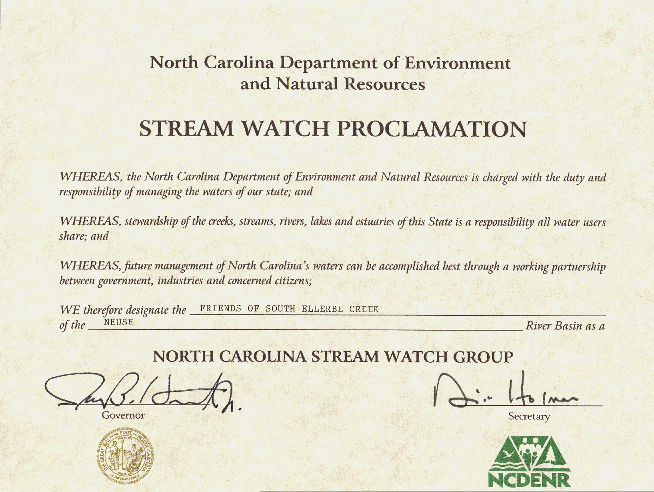 North Carolina Department of Environment
and Natural Resources
STREAM WATCH PROCLAMATION
WHEREAS, the North Carolina Department of Environment and Natural Resources is charged with the duty and
responsibility of managing the waters of our state; and
WHEREAS, stewardship of the creeks, streams, rivers, lakes and estuaries of this State is a responsibility all water users
share; and
WHEREAS, future management of North Carolina's waters can be accomplished best through a working partnership
between government, industries and concerned citizens;
WE therefore designate the FRIENDS OF SOUTH ELLERBE CREEK
of the NEUSE River Basin as a
NORTH CAROLINA STREAM WATCH GROUP
Holman
Governor
Secretary
NCDENR